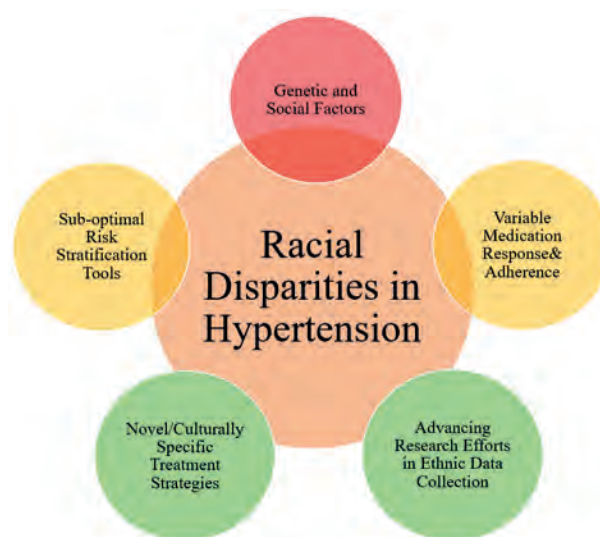 Genetic and
Social Factors
Sub-optimal
Risk
Stratification
Tools
Racial
Disparities in
Hypertension
Variable
Medication
Response&
Adherence
Novel/Culturally
Specific
Treatment
Strategies
Advancing
Research Efforts
in Ethnic Data
Collection